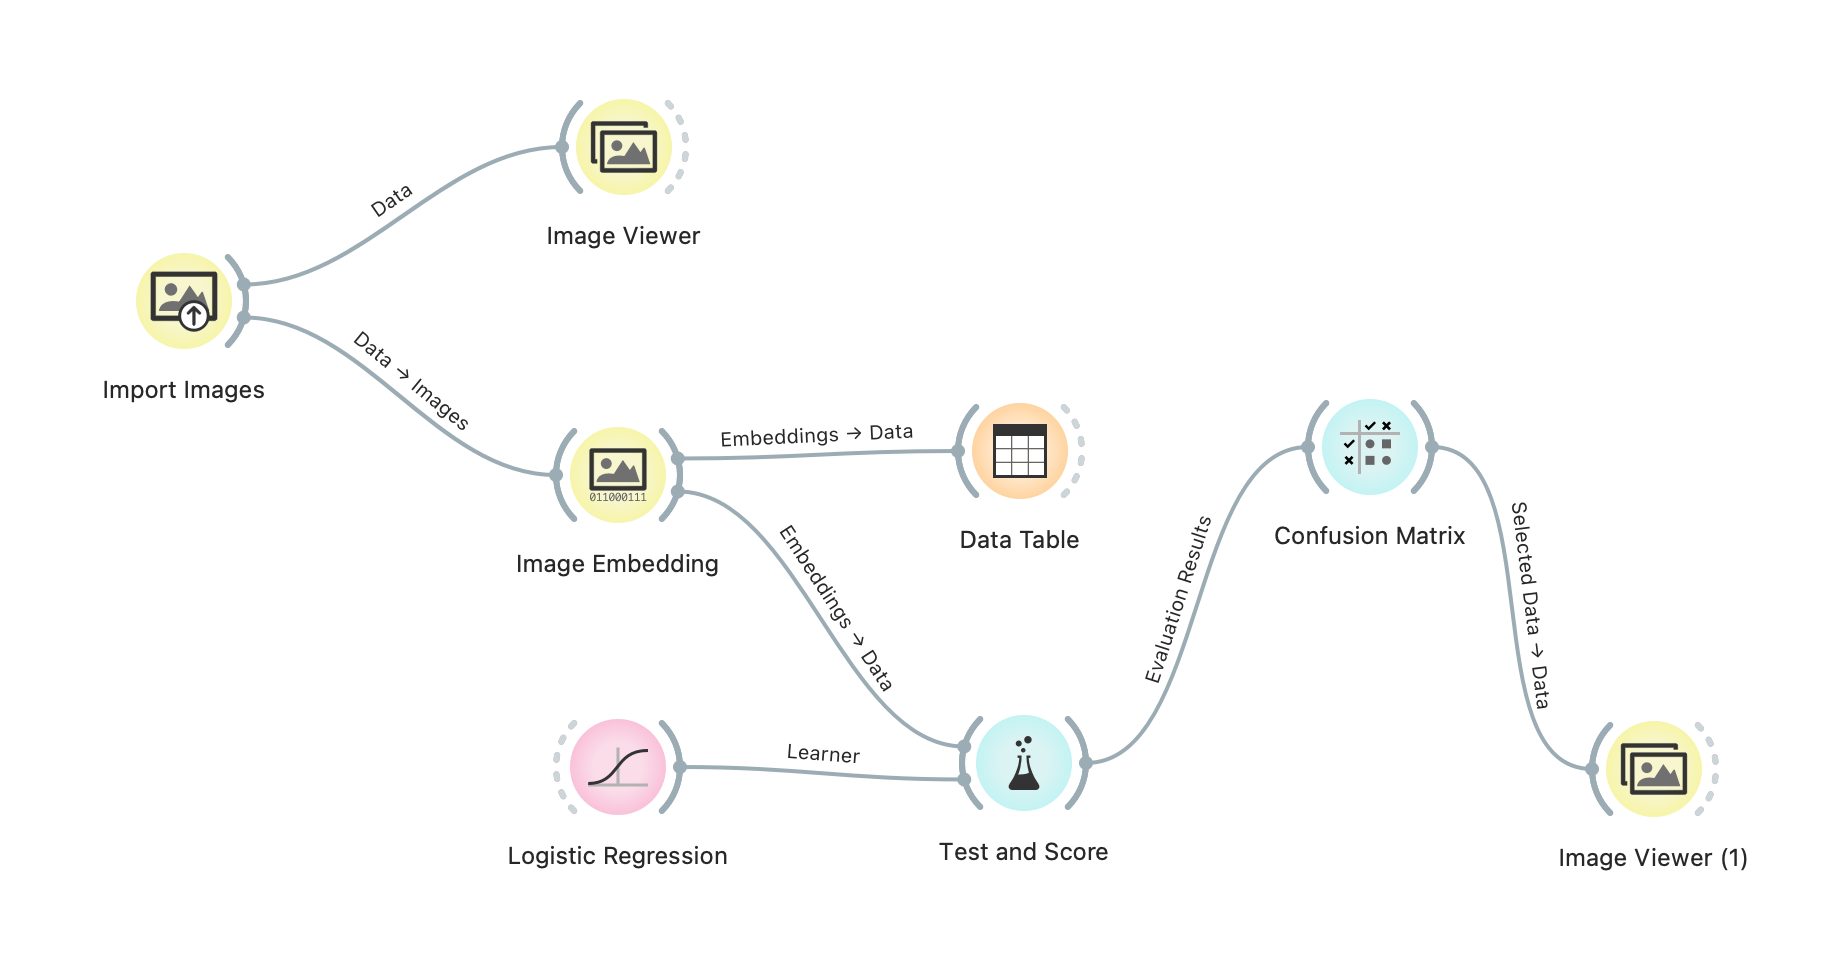 Data
Image Viewer
Import Images
Data → Images
Embeddings → Data
011000111
Image Embedding
Data Table
Confusion Matrix
Embeddings → Data
Evaluation Results
Selected Data → Data
Learner
Logistic Regression
Test and Score
Image Viewer (1)